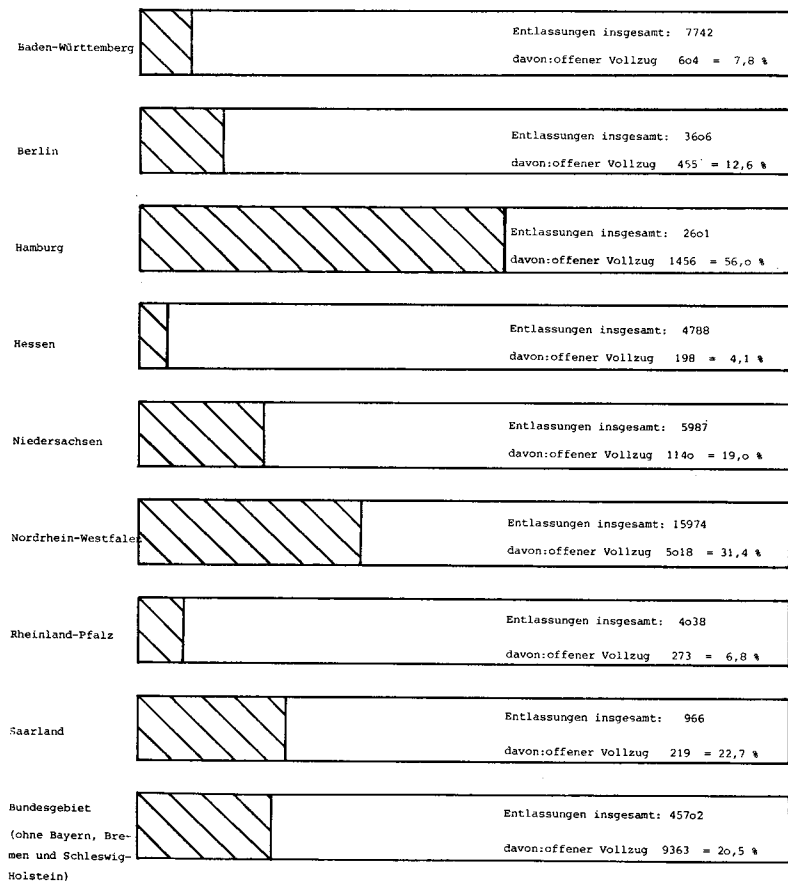 Entlassungen insgesamt: 7742
Baden-Württemberg
davon:offener Vollzug 6o4 = 7,8 %
Entlassungen insgesamt: 36o6
Berlin
davon:offener Vollzug 455 = 12,6 %
Entlassungen insgesamt: 26o1
Hamburg
davon:offener Vollzug 1456 = 56,o %
Entlassungen insgesamt: 4788
Hessen
davon:offener Vollzug 198 = 4,1 %
Entlassungen insgesamt: 5987
Niedersachsen
davon:offener Vollzug 114o = 19,o %
Entlassungen insgesamt: 15974
Nordrhein-Westfalen
davon:offener Vollzug 5o18 = 31,4 %
Entlassungen insgesamt: 4o38
Rheinland-Pfalz
davon:offener Vollzug 273 = 6,8 %
Entlassungen insgesamt: 966
Saarland
davon:offener Vollzug 219 = 22,7 %
Bundesgebiet
Entlassungen insgesamt: 457o2
(ohne Bayern, Bre-
men und Schleswig-
davon:offener Vollzug 9363 = 2o,5 %
Holstein)